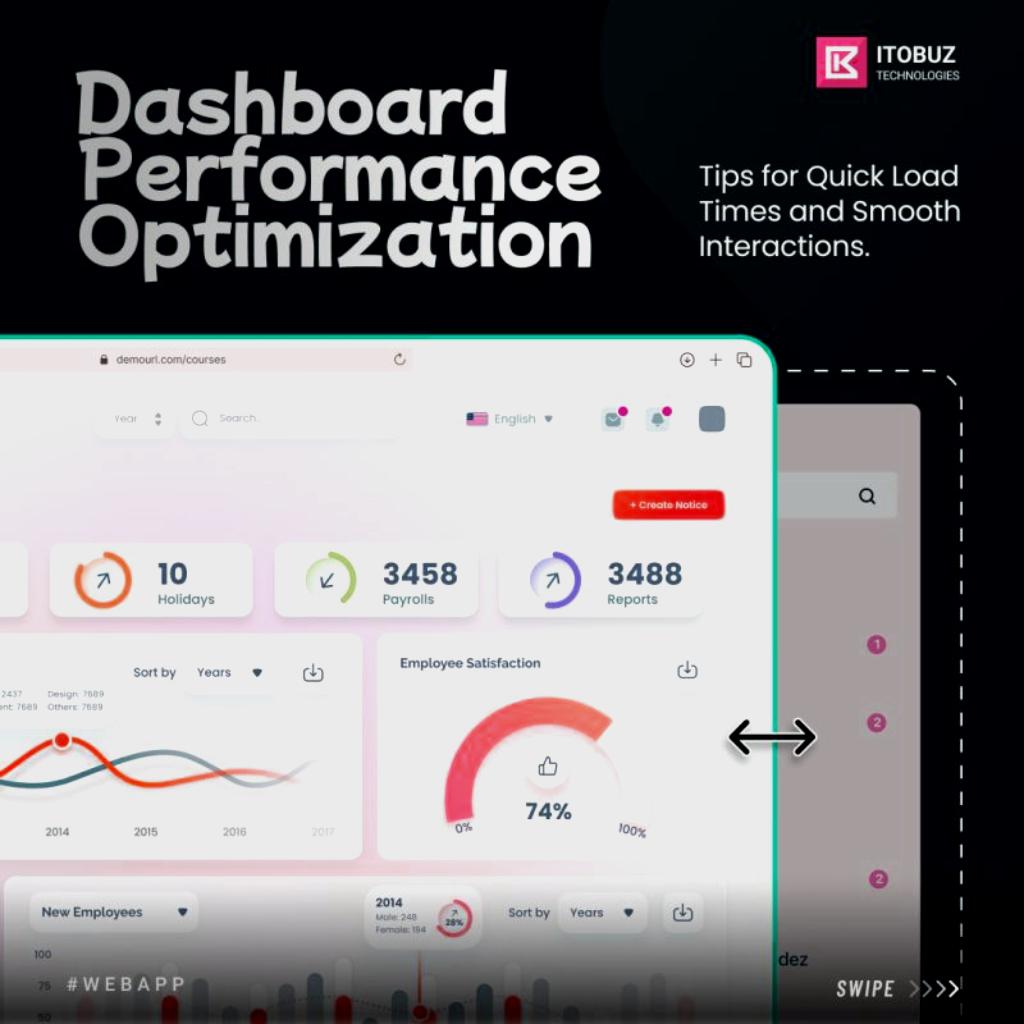 ITOBUZ
TECHNOLOGIES
Dashboard
Performance
Optimization
Tips for Quick Load
Times and Smooth
Interactions.
demourl.com/courses
Year
Search..
English
+ Create Notice
10
Holidays
3458
Payrolls
3488
Reports
Sort by Years
2437 Design: 7689
7689 Others: 7689
2014 2015 2016 2017
Employee Satisfaction
74%
0% 100%
1
2
2
New Employees
2014
Male: 248
Female: 194
28%
Sort by Years
100
75
50
dez
#WEBAPP
SWIPE >>>>